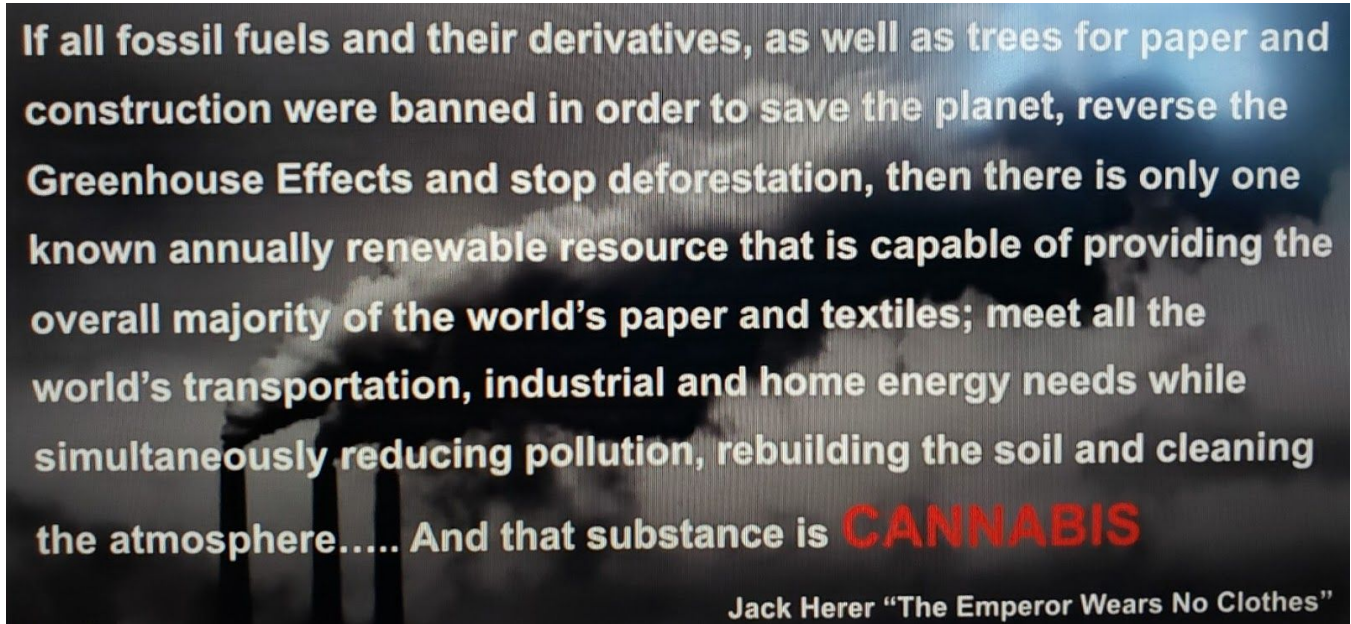 If all fossil fuels and their derivatives, as well as trees for paper and
construction were banned in order to save the planet, reverse the
Greenhouse Effects and stop deforestation, then there is only one
known annually renewable resource that is capable of providing the
overall majority of the world's paper and textiles; meet all the
world's transportation, industrial and home energy needs while
simultaneously reducing pollution, rebuilding the soil and cleaning
the atmosphere..... And that substance is CANNABIS
Jack Herer “The Emperor Wears No Clothes”